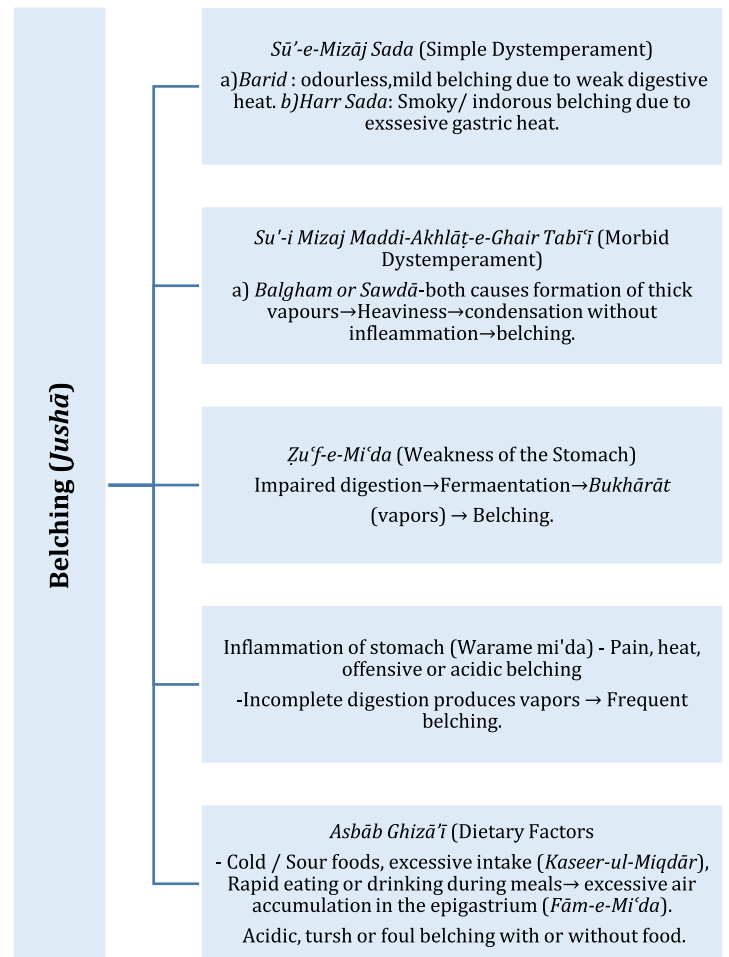 Belching (Jushā)
Sū’-e-Mizāj Sada (Simple Dystemperament)
a)Barid : odourless,mild belching due to weak digestive
heat. b)Harr Sada: Smoky/ indorous belching due to
exssesive gastric heat.
Su'-i Mizaj Maddi-Akhlāṭ-e-Ghair Tabīʿī (Morbid
Dystemperament)
a) Balgham or Sawdā-both causes formation of thick
vapours→Heaviness→condensation without
infleammation→belching.
Ẓuʿf-e-Miʿda (Weakness of the Stomach)
Impaired digestion→Fermaentation→Bukhārāt
(vapors) → Belching.
Inflammation of stomach (Warame mi'da) - Pain, heat,
offensive or acidic belching
-Incomplete digestion produces vapors → Frequent
belching.
Asbāb Ghizā’ī (Dietary Factors
- Cold / Sour foods, excessive intake (Kaseer-ul-Miqdār),
Rapid eating or drinking during meals→ excessive air
accumulation in the epigastrium (Fām-e-Miʿda).
Acidic, tursh or foul belching with or without food.